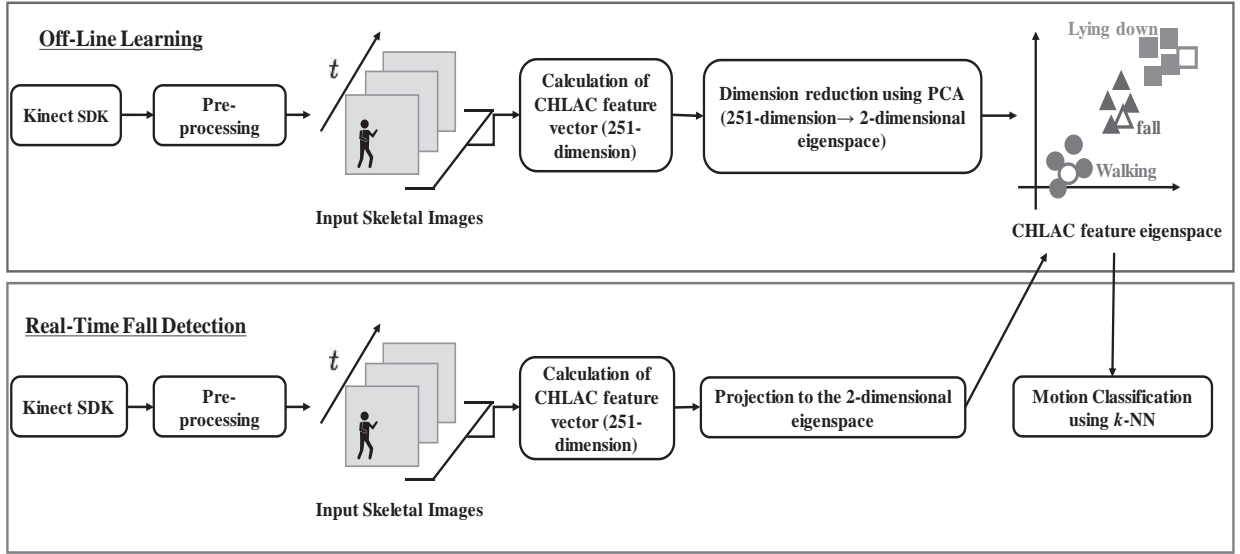 Off-Line Learning
Kinect SDK
Pre-
processing
t
Input Skeletal Images
Calculation of
CHLAC feature
vector (251-
dimension)
Dimension reduction using PCA
(251-dimension→ 2-dimensional
eigenspace)
Lying down
fall
Walking
CHLAC feature eigenspace
Real-Time Fall Detection
Kinect SDK
Pre-
processing
t
Input Skeletal Images
Calculation of
CHLAC feature
vector (251-
dimension)
Projection to the 2-dimensional
eigenspace
Motion Classification
using k-NN